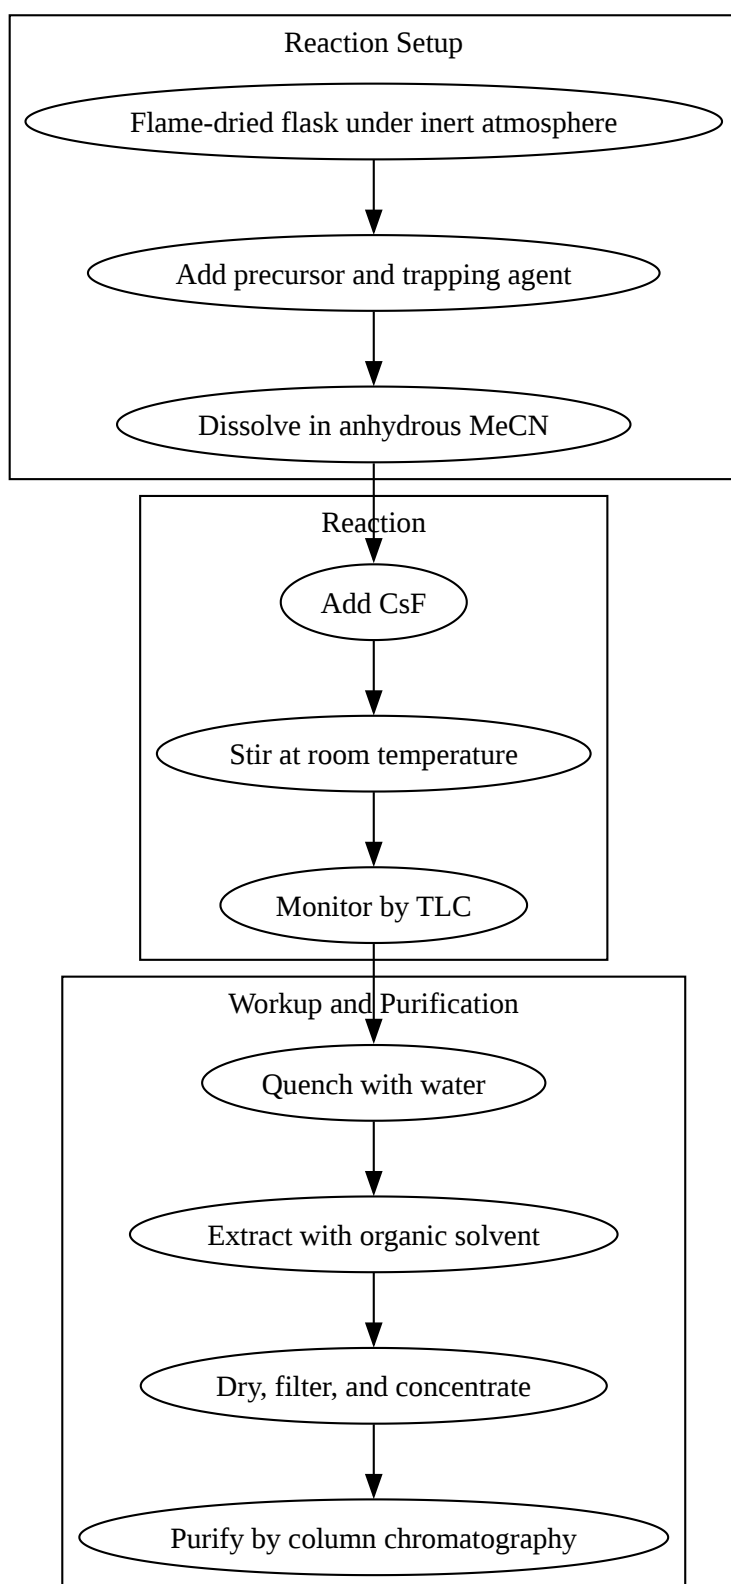 Reaction Setup
Flame-dried flask under inert atmosphere
Add precursor and trapping agent
Dissolve in anhydrous MeCN
Reaction
Add CsF
Stir at room temperature
Monitor by TLC
Workup and Purification
Quench with water
Extract with organic solvent
Dry, filter, and concentrate
Purify by column chromatography